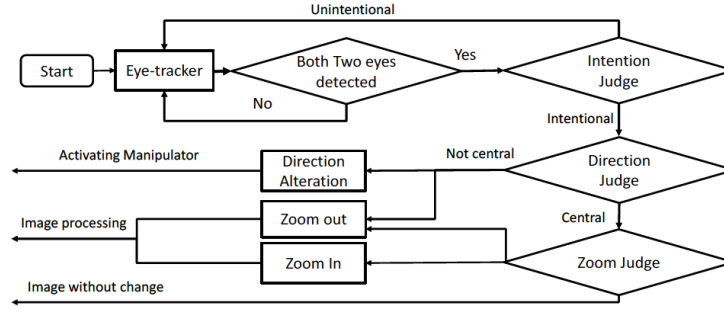 Unintentional
Start
Eye-tracker
Both Two eyes
detected
Yes
Intention
Judge
No
Intentional
Activating Manipulator
Direction
Alteration
Not central
Direction
Judge
Image processing
Zoom out
Central
Zoom In
Zoom Judge
Image without change